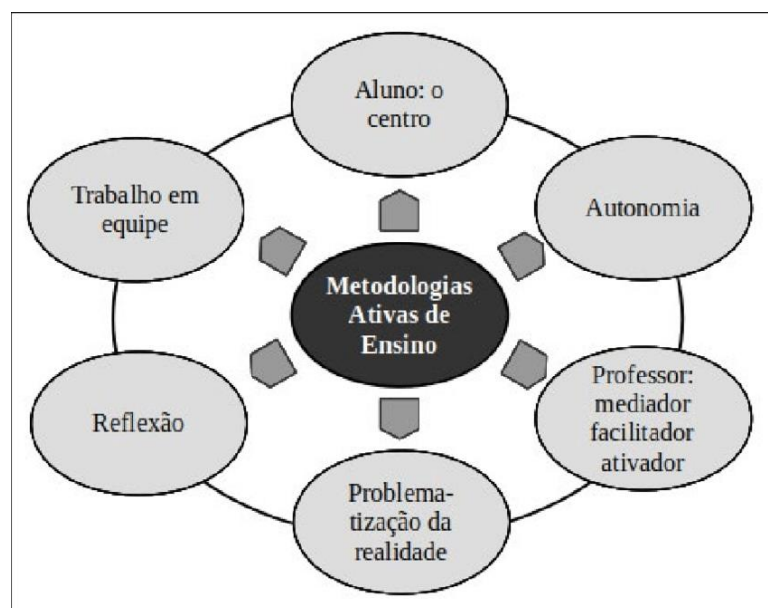 Aluno: o
centro
Autonomia
Professor:
mediador
facilitador
ativador
Problema-
tização da
realidade
Reflexão
Trabalho em
equipe
Metodologias
Ativas de
Ensino